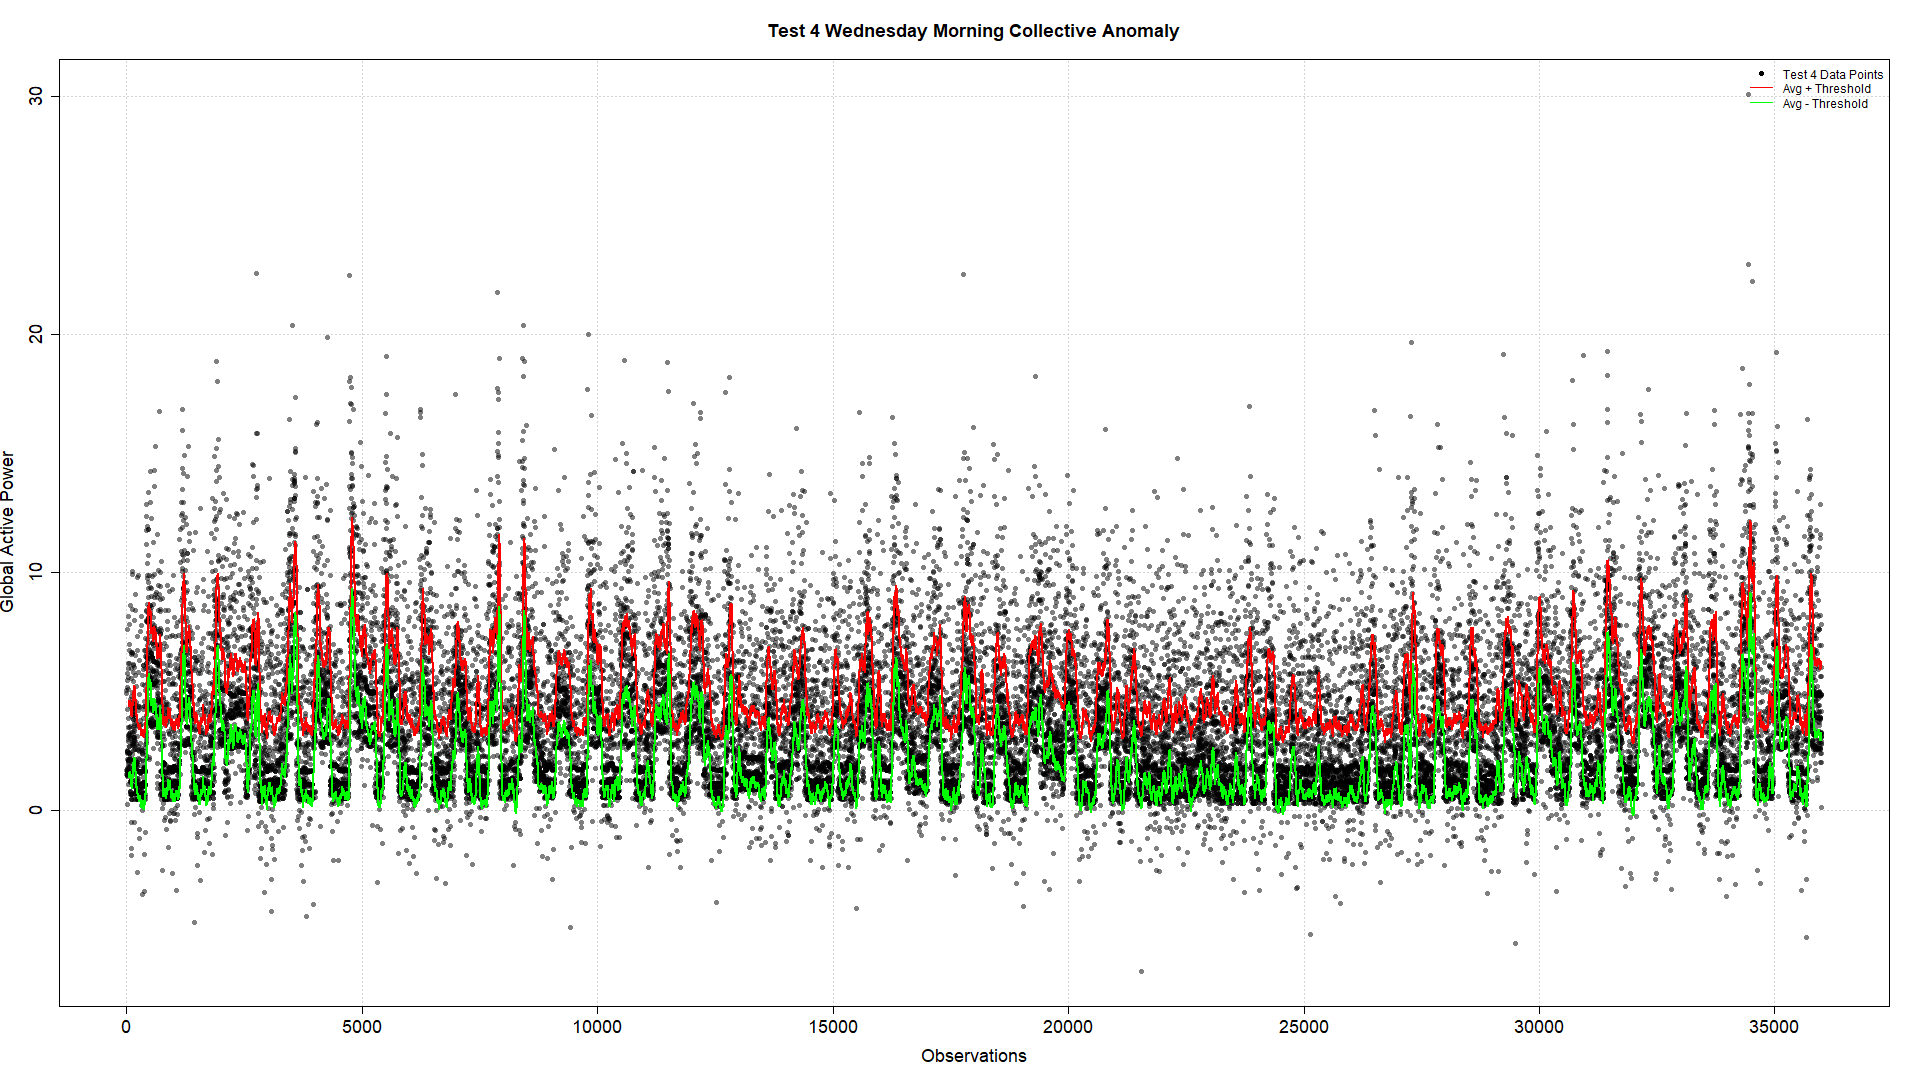 Test 4 Wednesday Morning Collective Anomaly
Test 4 Data Points
Avg + Threshold
Avg - Threshold
Global Active Power
30
20
10
0
0 5000 10000 15000 20000 25000 30000 35000
Observations